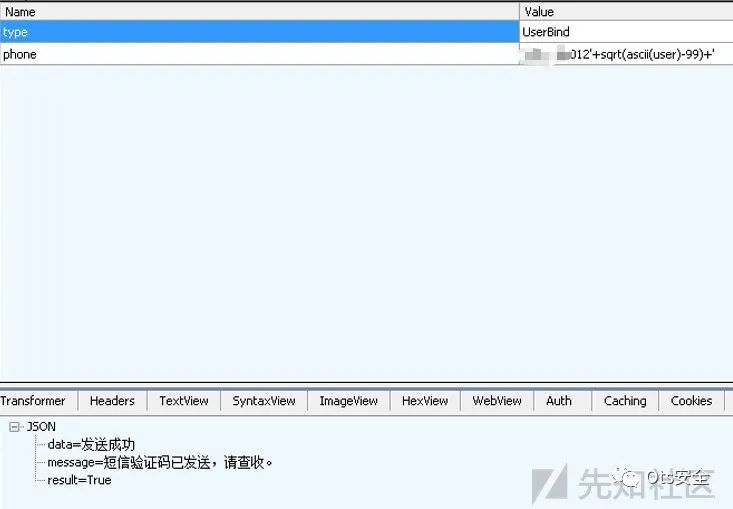 Name Value
type UserBind
phone 012'+sqrt(ascii(user)-99)+'
Transformer Headers TextView SyntaxView ImageView HexView WebView Auth Caching Cookies
JSON
data=发送成功
message=短信验证码已发送，请查收。
result=True
先知社区
Ots安全